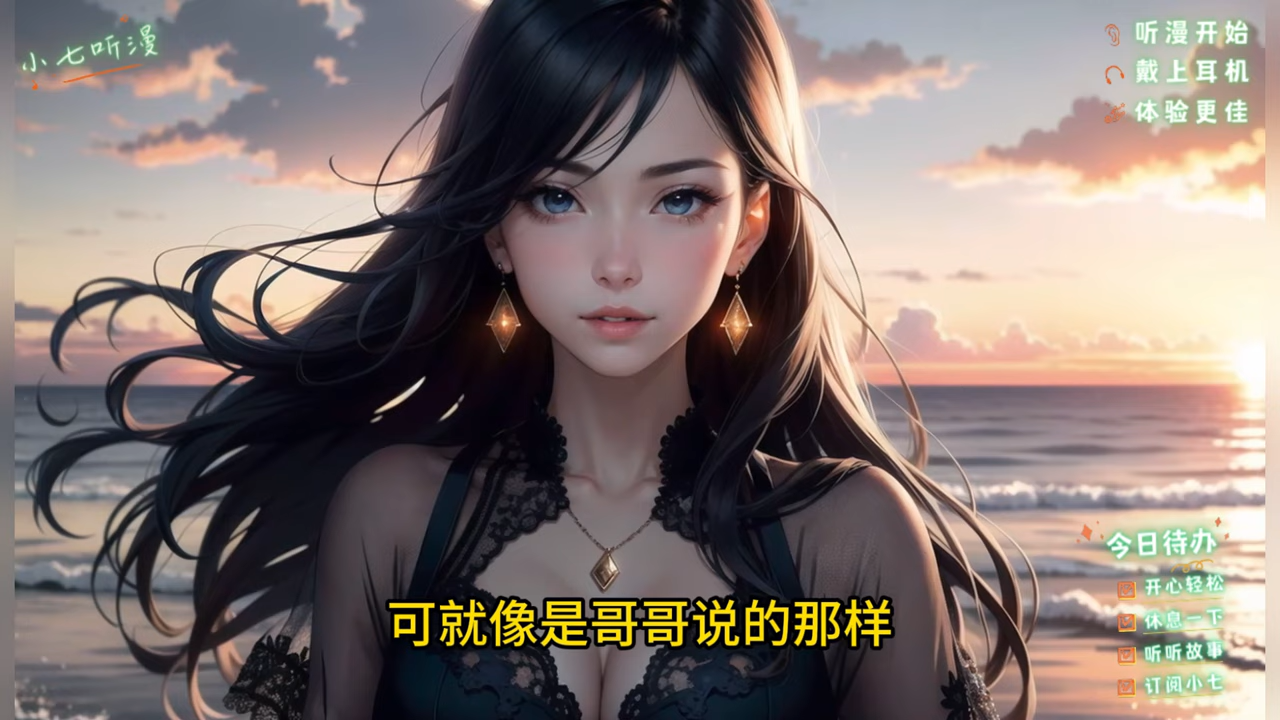 小七听漫
听漫开始
戴上耳机
体验更佳
今日待办
开心轻松
休息一下
听听故事
订阅小七
可就像是哥哥说的那样